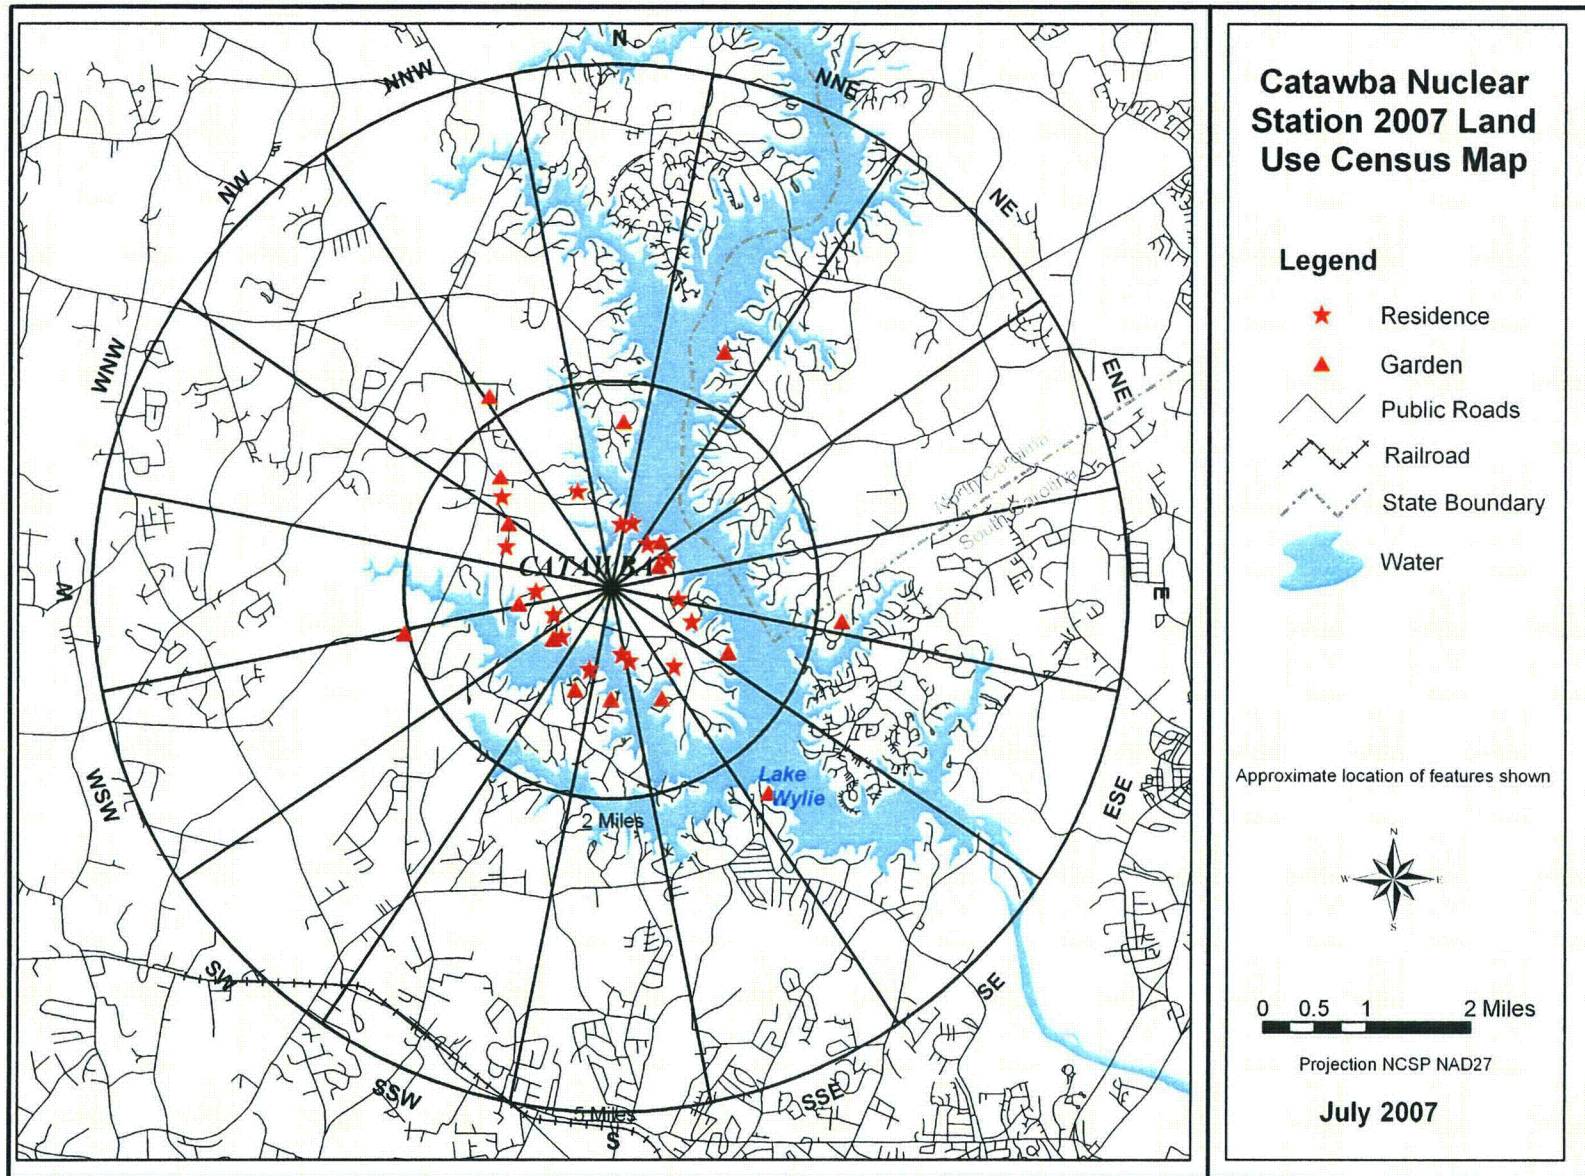 N
NNW
NNE
NW
NE
WNW
ENE
North Carolina
South Carolina
CATAWBA
W
E
WSW
ESE
Lake
Wylie
2 Miles
SW
SE
SSW
SSE
5 Miles
S
Catawba Nuclear
Station 2007 Land
Use Census Map
Legend
Residence
Garden
Public Roads
Railroad
State Boundary
Water
Approximate location of features shown
N
W E
S
0 0.5 1 2 Miles
Projection NCSP NAD27
July 2007